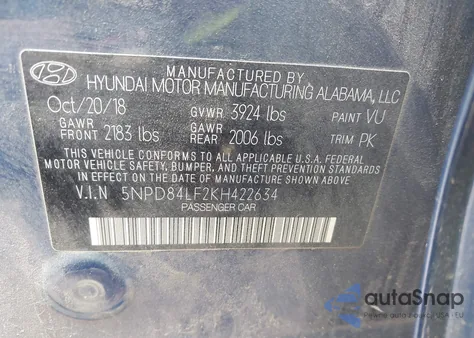 MANUFACTURED BY
HYUNDAI MOTOR MANUFACTURING ALABAMA, LLC
Oct/20/18 GVWR 3924 lbs PAINT VU
GAWR FRONT 2183 lbs GAWR REAR 2006 lbs TRIM PK
THIS VEHICLE CONFORMS TO ALL APPLICABLE U.S.A. FEDERAL
MOTOR VEHICLE SAFETY, BUMPER, AND THEFT PREVENTION STANDARDS
IN EFFECT ON THE DATE OF MANUFACTURE SHOWN ABOVE.
V.I.N 5NPD84LF2KH422634
PASSENGER CAR
autaSnap